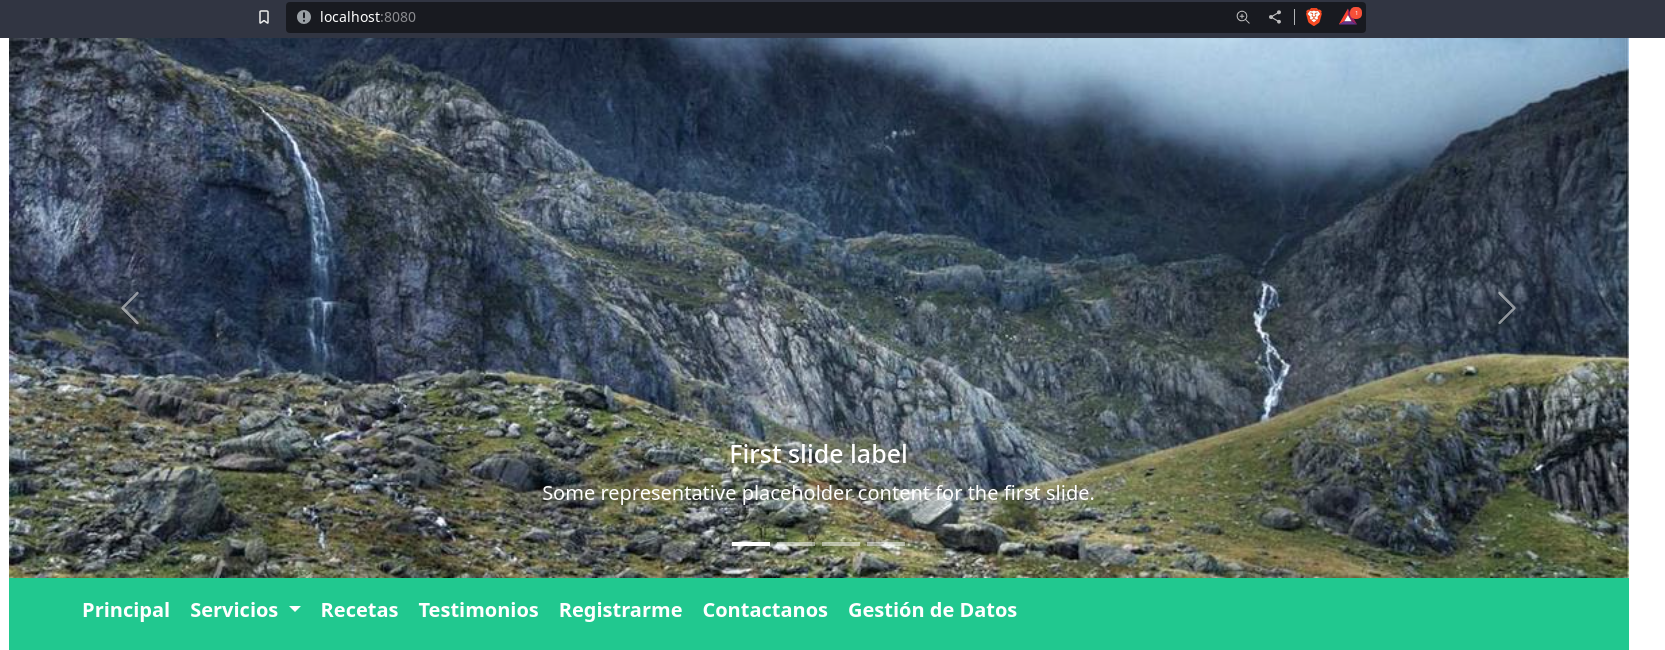 localhost:8080
First slide label
Some representative placeholder content for the first slide.
Principal Servicios Recetas Testimonios Registrarme Contactanos Gestión de Datos